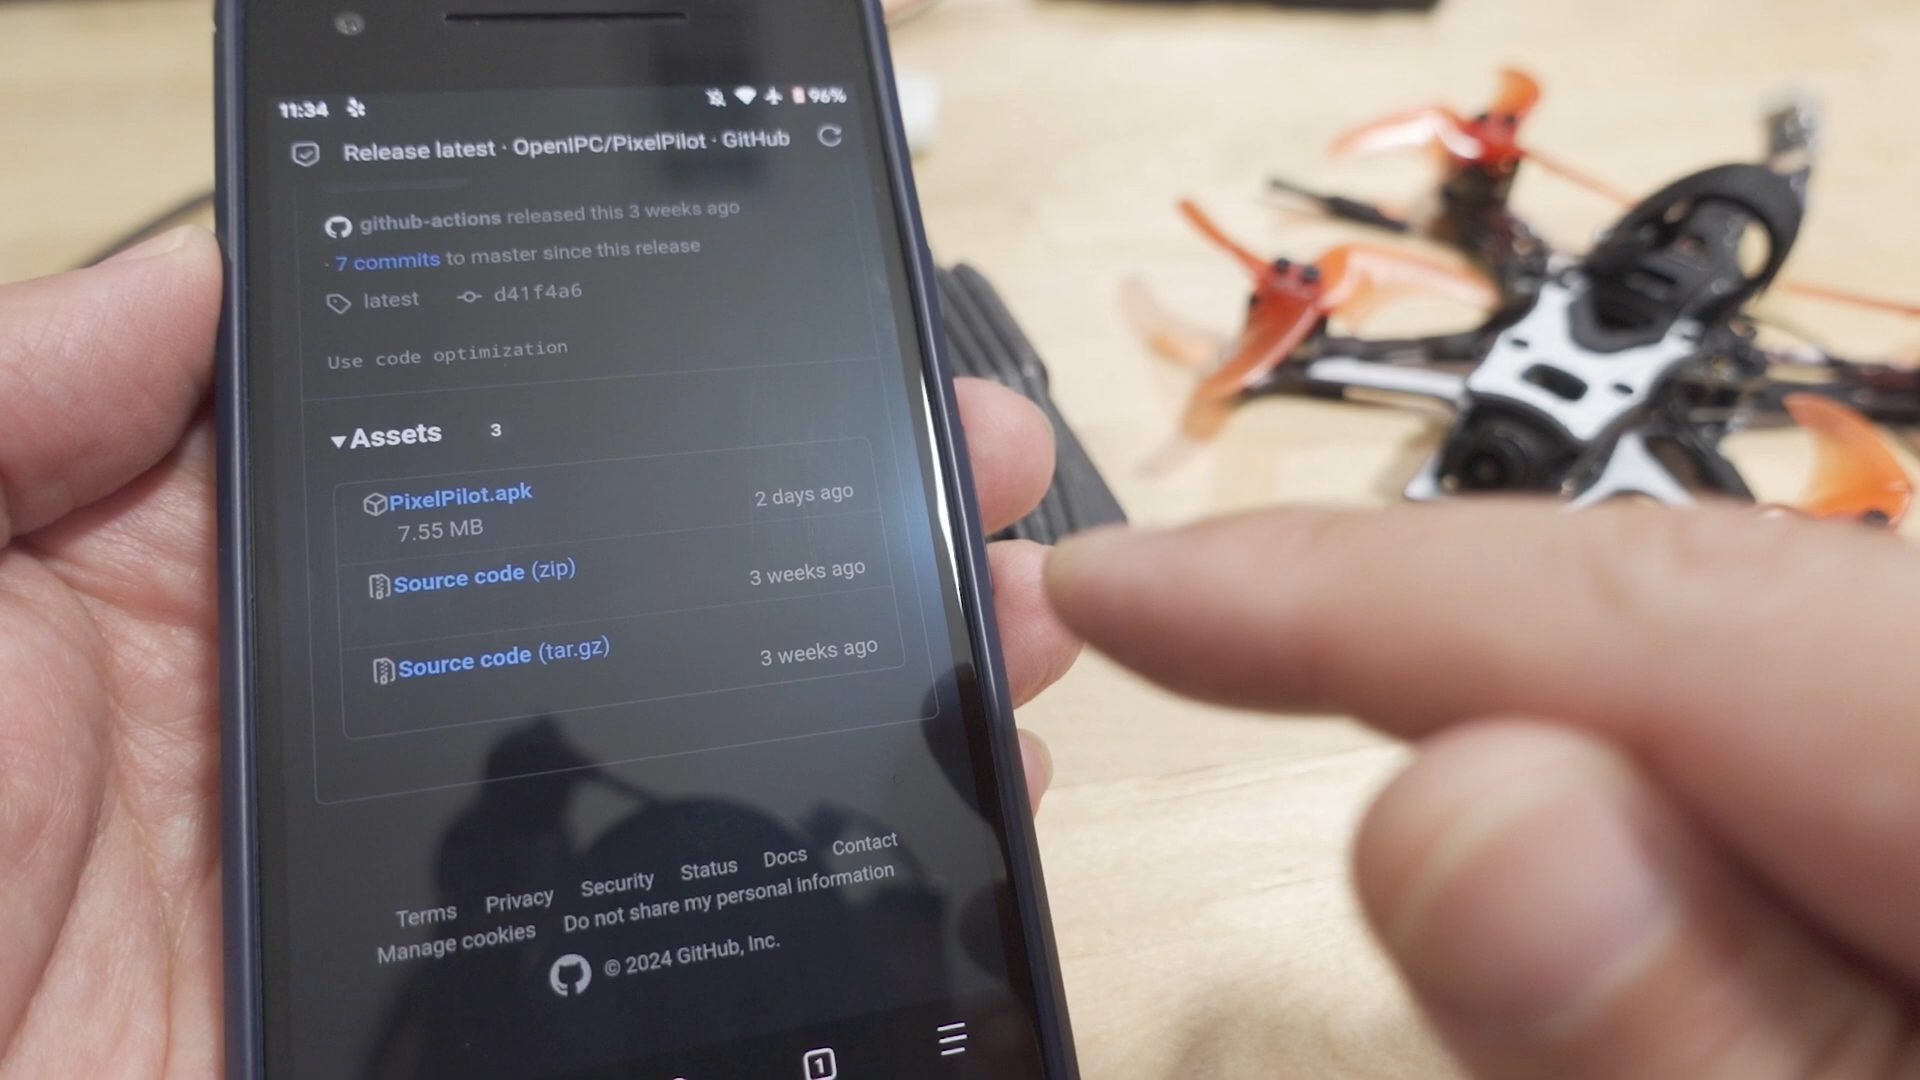 11:34
96%
Release latest · OpenIPC/PixelPilot · GitHub
github-actions released this 3 weeks ago
· 7 commits to master since this release
latest d41f4a6
Use code optimization
Assets 3
PixelPilot.apk 2 days ago
7.55 MB
Source code (zip) 3 weeks ago
Source code (tar.gz) 3 weeks ago
Terms Privacy Security Status Docs Contact
Manage cookies Do not share my personal information
© 2024 GitHub, Inc.
1